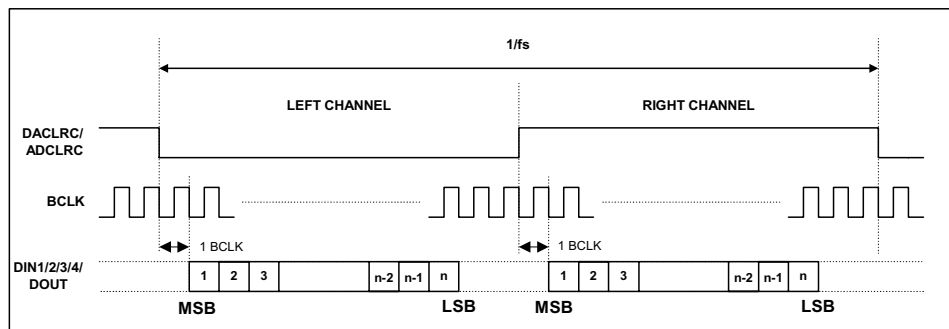 1/fs
LEFT CHANNEL
RIGHT CHANNEL
DACLRC/
ADCLRC
BCLK
1 BCLK
1 BCLK
DIN1/2/3/4/
DOUT
1 2 3 n-2 n-1 n
1 2 3 n-2 n-1 n
MSB LSB MSB LSB